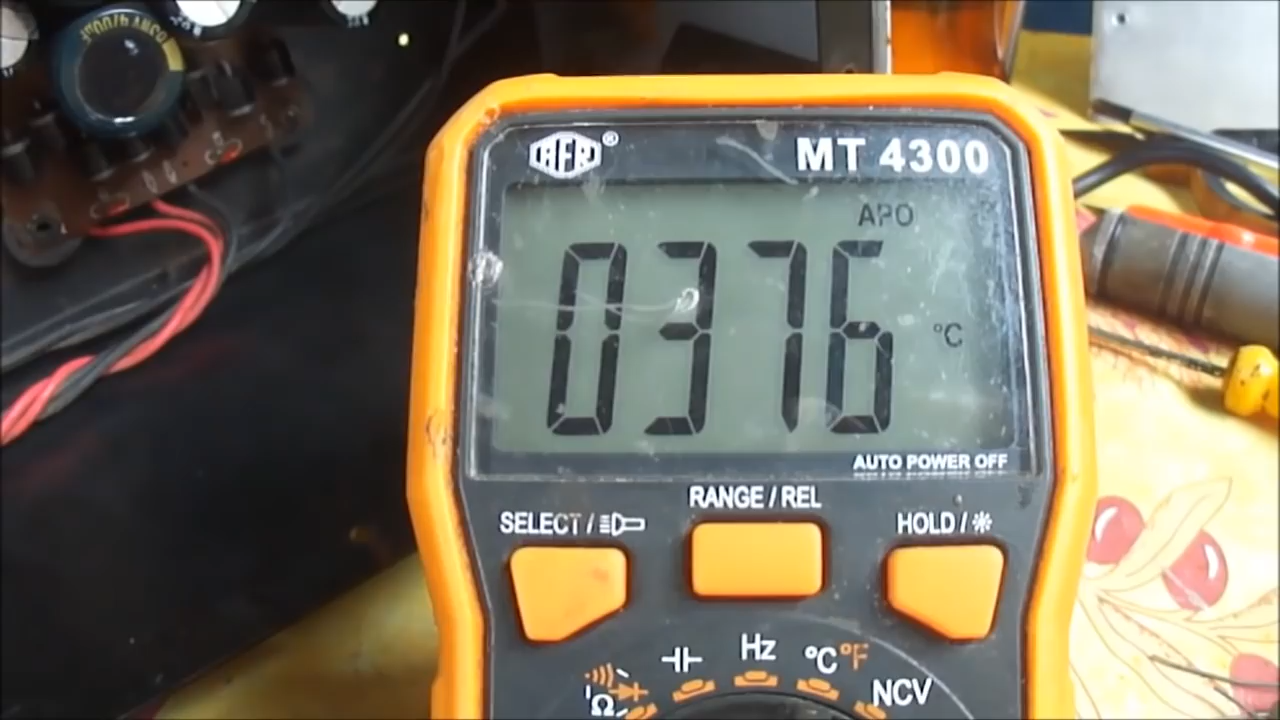 MT 4300
APO
0376
°C
AUTO POWER OFF
RANGE / REL
SELECT /
HOLD /
Hz
°C°F
NCV
Ω